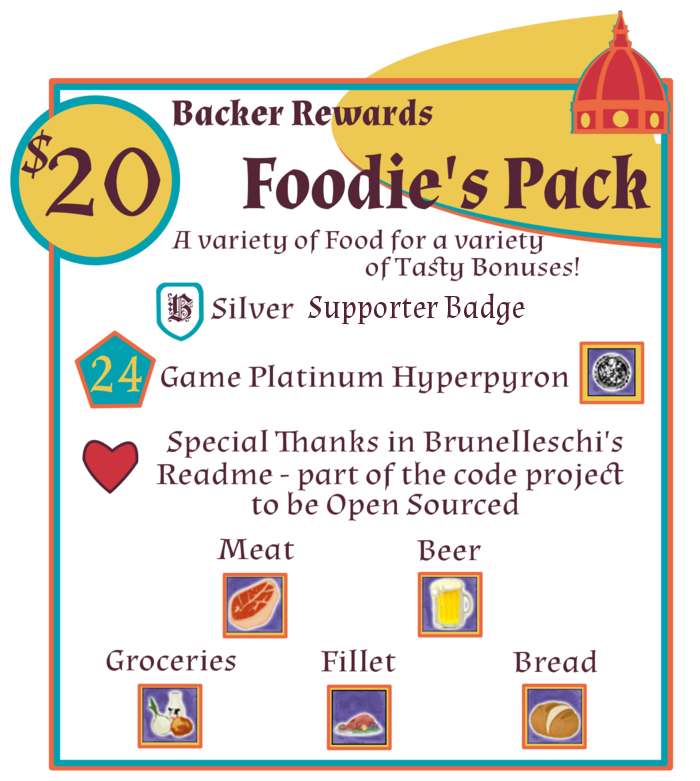 Backer Rewards
$20
Foodie's Pack
A variety of Food for a variety
of Tasty Bonuses!
B Silver Supporter Badge
24 Game Platinum Hyperpyron
Special Thanks in Brunelleschi's
Readme - part of the code project
to be Open Sourced
Meat Beer
Groceries Fillet Bread